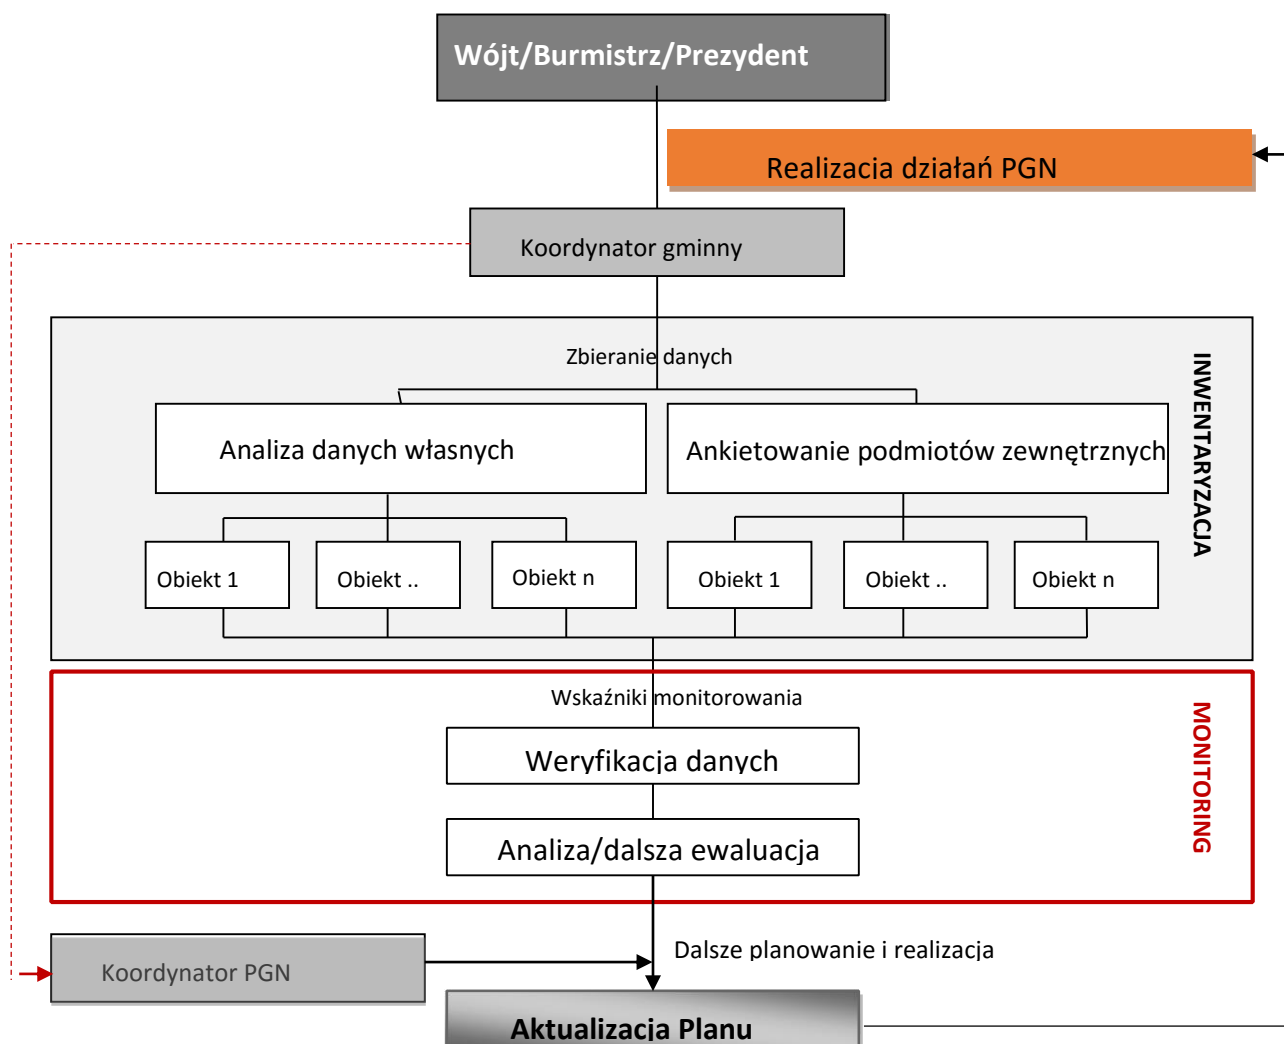 Wójt/Burmistrz/Prezydent
Realizacja działań PGN
Koordynator gminny
Zbieranie danych
INWENTARYZACJA
Analiza danych własnych
Ankietowanie podmiotów zewnętrznych
Obiekt 1
Obiekt ..
Obiekt n
Obiekt 1
Obiekt ..
Obiekt n
Wskaźniki monitorowania
MONITORING
Weryfikacja danych
Analiza/dalsza ewaluacja
Dalsze planowanie i realizacja
Koordynator PGN
Aktualizacja Planu